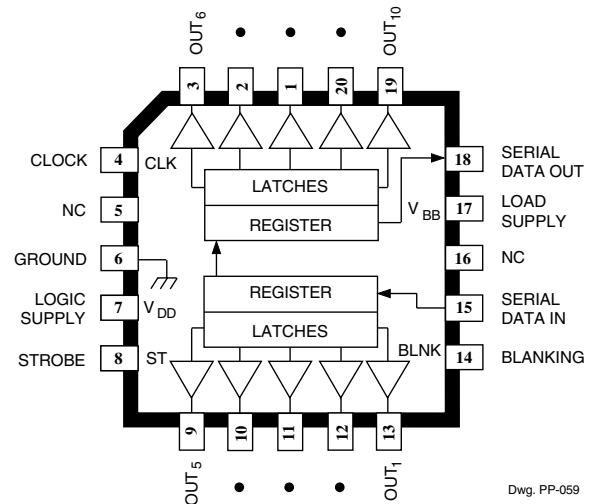 OUT6
OUT10
3
2
1
20
19
CLOCK
4
CLK
18
SERIAL
DATA OUT
LATCHES
NC
5
REGISTER
VBB
17
LOAD
SUPPLY
GROUND
6
16
NC
LOGIC
SUPPLY
7
VDD
REGISTER
15
SERIAL
DATA IN
LATCHES
STROBE
8
ST
BLNK
14
BLANKING
9
10
11
12
13
OUT5
OUT1
Dwg. PP-059